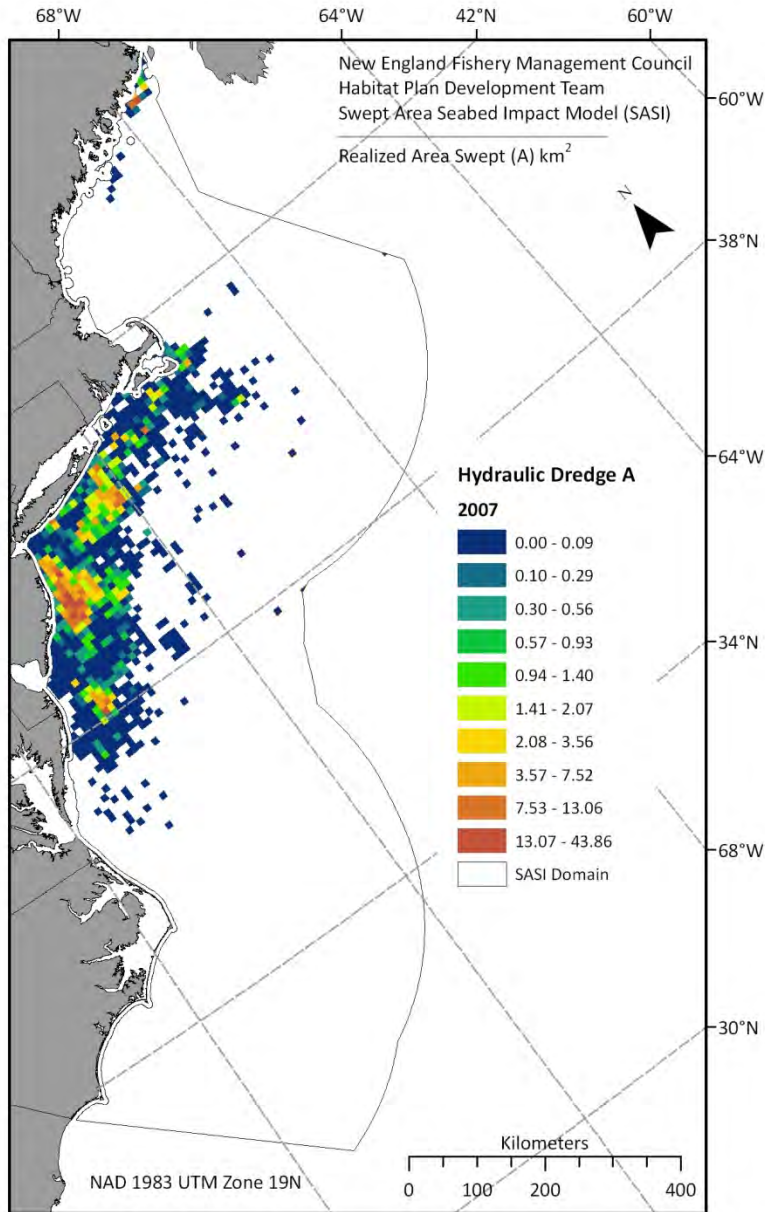 68°W 64°W 42°N 60°W
New England Fishery Management Council
Habitat Plan Development Team
Swept Area Seabed Impact Model (SASI)
Realized Area Swept (A) km²
60°W
N
38°N
64°W
Hydraulic Dredge A
2007
0.00 - 0.09
0.10 - 0.29
0.30 - 0.56
0.57 - 0.93
0.94 - 1.40
1.41 - 2.07
2.08 - 3.56
3.57 - 7.52
7.53 - 13.06
13.07 - 43.86
SASI Domain
34°N
68°W
30°N
Kilometers
0 100 200 400
NAD 1983 UTM Zone 19N